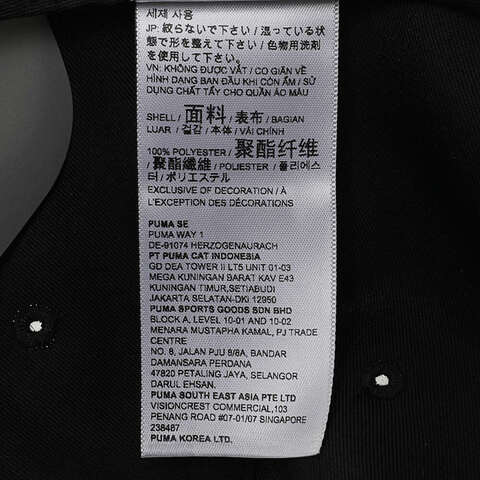 세제 사용
JP: 絞らないで下さい / 湿っている状
態で形を整えて下さい / 色物用洗剤
を使用して下さい。
VN: KHÔNG ĐƯỢC VẮT / CO GIÃN VỀ
HÌNH DẠNG BAN ĐẦU KHI CÒN ẨM / SỬ
DỤNG CHẤT TẨY CHO QUẦN ÁO MÀU
SHELL / 面料 / 表布 / BAGIAN
LUAR / 겉감 / 本体 / VẢI CHÍNH
100% POLYESTER / 聚酯纤维
/ 聚酯纖維 / POLIESTER / 폴리에스
터 / ポリエステル
EXCLUSIVE OF DECORATION / À
L'EXCEPTION DES DÉCORATIONS
PUMA SE
PUMA WAY 1
DE-91074 HERZOGENAURACH
PT PUMA CAT INDONESIA
GD DEA TOWER II LT5 UNIT 01-03
MEGA KUNINGAN BARAT KAV E43
KUNINGAN TIMUR,SETIABUDI
JAKARTA SELATAN-DKI 12950
PUMA SPORTS GOODS SDN BHD
BLOCK A, LEVEL 10-01 AND 10-02
MENARA MUSTAPHA KAMAL, PJ TRADE
CENTRE
NO. 8, JALAN PJU 8/8A, BANDAR
DAMANSARA PERDANA
47820 PETALING JAYA, SELANGOR
DARUL EHSAN.
PUMA SOUTH EAST ASIA PTE LTD
VISIONCREST COMMERCIAL,103
PENANG ROAD #07-01/07 SINGAPORE
238467
PUMA KOREA LTD.